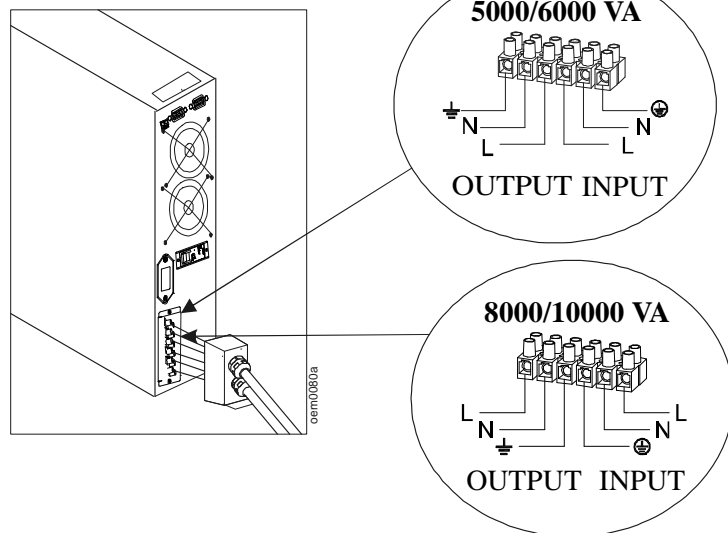 5000/6000 VA
N N
L L
OUTPUT INPUT
8000/10000 VA
L L
N N
OUTPUT INPUT
oem0080a